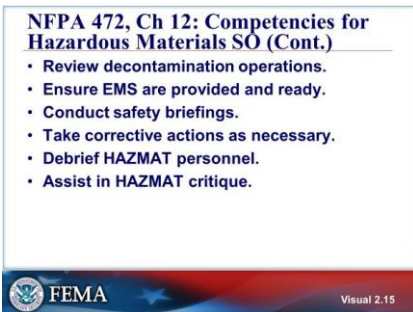 NFPA 472, Ch 12: Competencies for
Hazardous Materials SO (Cont.)
• Review decontamination operations.
• Ensure EMS are provided and ready.
• Conduct safety briefings.
• Take corrective actions as necessary.
• Debrief HAZMAT personnel.
• Assist in HAZMAT critique.
FEMA
Visual 2.15